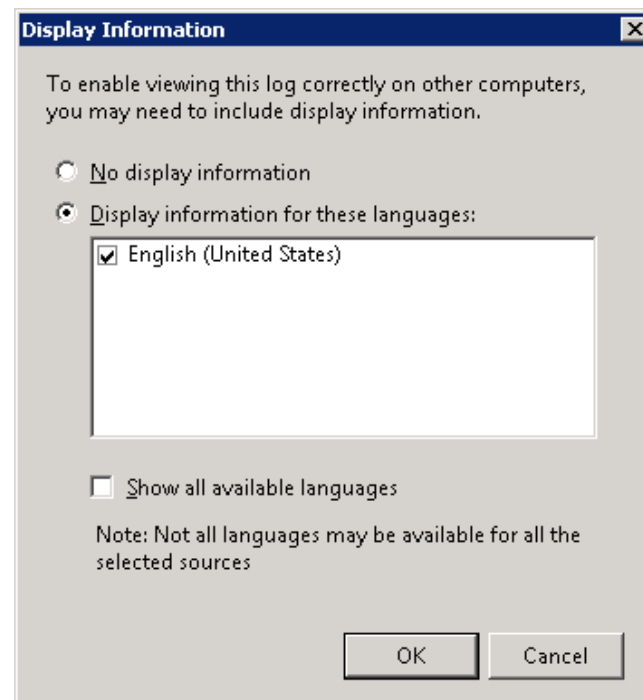 Display Information
To enable viewing this log correctly on other computers,
you may need to include display information.
No display information
Display information for these languages:
English (United States)
Show all available languages
Note: Not all languages may be available for all the
selected sources
OK
Cancel